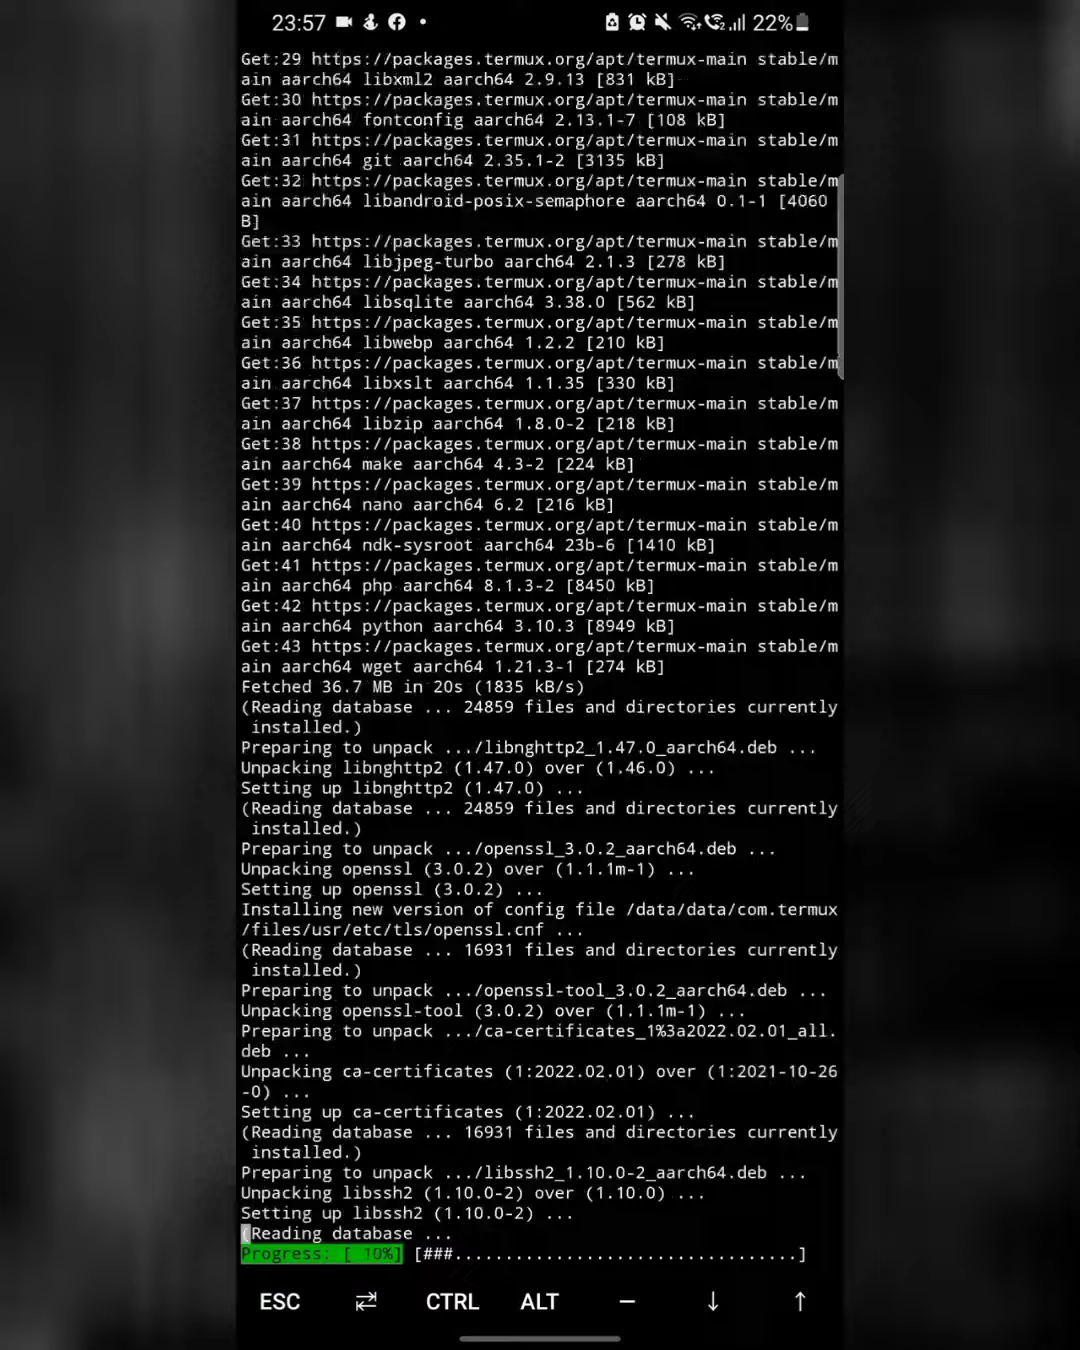 23:57 22%
Get:29 https://packages.termux.org/apt/termux-main stable/m
ain aarch64 libxml2 aarch64 2.9.13 [831 kB]
Get:30 https://packages.termux.org/apt/termux-main stable/m
ain aarch64 fontconfig aarch64 2.13.1-7 [108 kB]
Get:31 https://packages.termux.org/apt/termux-main stable/m
ain aarch64 git aarch64 2.35.1-2 [3135 kB]
Get:32 https://packages.termux.org/apt/termux-main stable/m
ain aarch64 libandroid-posix-semaphore aarch64 0.1-1 [4060
B]
Get:33 https://packages.termux.org/apt/termux-main stable/m
ain aarch64 libjpeg-turbo aarch64 2.1.3 [278 kB]
Get:34 https://packages.termux.org/apt/termux-main stable/m
ain aarch64 libsqlite aarch64 3.38.0 [562 kB]
Get:35 https://packages.termux.org/apt/termux-main stable/m
ain aarch64 libwebp aarch64 1.2.2 [210 kB]
Get:36 https://packages.termux.org/apt/termux-main stable/m
ain aarch64 libxslt aarch64 1.1.35 [330 kB]
Get:37 https://packages.termux.org/apt/termux-main stable/m
ain aarch64 libzip aarch64 1.8.0-2 [218 kB]
Get:38 https://packages.termux.org/apt/termux-main stable/m
ain aarch64 make aarch64 4.3-2 [224 kB]
Get:39 https://packages.termux.org/apt/termux-main stable/m
ain aarch64 nano aarch64 6.2 [216 kB]
Get:40 https://packages.termux.org/apt/termux-main stable/m
ain aarch64 ndk-sysroot aarch64 23b-6 [1410 kB]
Get:41 https://packages.termux.org/apt/termux-main stable/m
ain aarch64 php aarch64 8.1.3-2 [8450 kB]
Get:42 https://packages.termux.org/apt/termux-main stable/m
ain aarch64 python aarch64 3.10.3 [8949 kB]
Get:43 https://packages.termux.org/apt/termux-main stable/m
ain aarch64 wget aarch64 1.21.3-1 [274 kB]
Fetched 36.7 MB in 20s (1835 kB/s)
(Reading database ... 24859 files and directories currently
installed.)
Preparing to unpack .../libnghttp2_1.47.0_aarch64.deb ...
Unpacking libnghttp2 (1.47.0) over (1.46.0) ...
Setting up libnghttp2 (1.47.0) ...
(Reading database ... 24859 files and directories currently
installed.)
Preparing to unpack .../openssl_3.0.2_aarch64.deb ...
Unpacking openssl (3.0.2) over (1.1.1m-1) ...
Setting up openssl (3.0.2) ...
Installing new version of config file /data/data/com.termux
/files/usr/etc/tls/openssl.cnf ...
(Reading database ... 16931 files and directories currently
installed.)
Preparing to unpack .../openssl-tool_3.0.2_aarch64.deb ...
Unpacking openssl-tool (3.0.2) over (1.1.1m-1) ...
Preparing to unpack .../ca-certificates_1%3a2022.02.01_all.
deb ...
Unpacking ca-certificates (1:2022.02.01) over (1:2021-10-26
-0) ...
Setting up ca-certificates (1:2022.02.01) ...
(Reading database ... 16931 files and directories currently
installed.)
Preparing to unpack .../libssh2_1.10.0-2_aarch64.deb ...
Unpacking libssh2 (1.10.0-2) over (1.10.0) ...
Setting up libssh2 (1.10.0-2) ...
(Reading database ...
Progress: [ 10%] [###..................................]
ESC ⇄ CTRL ALT – ↓ ↑